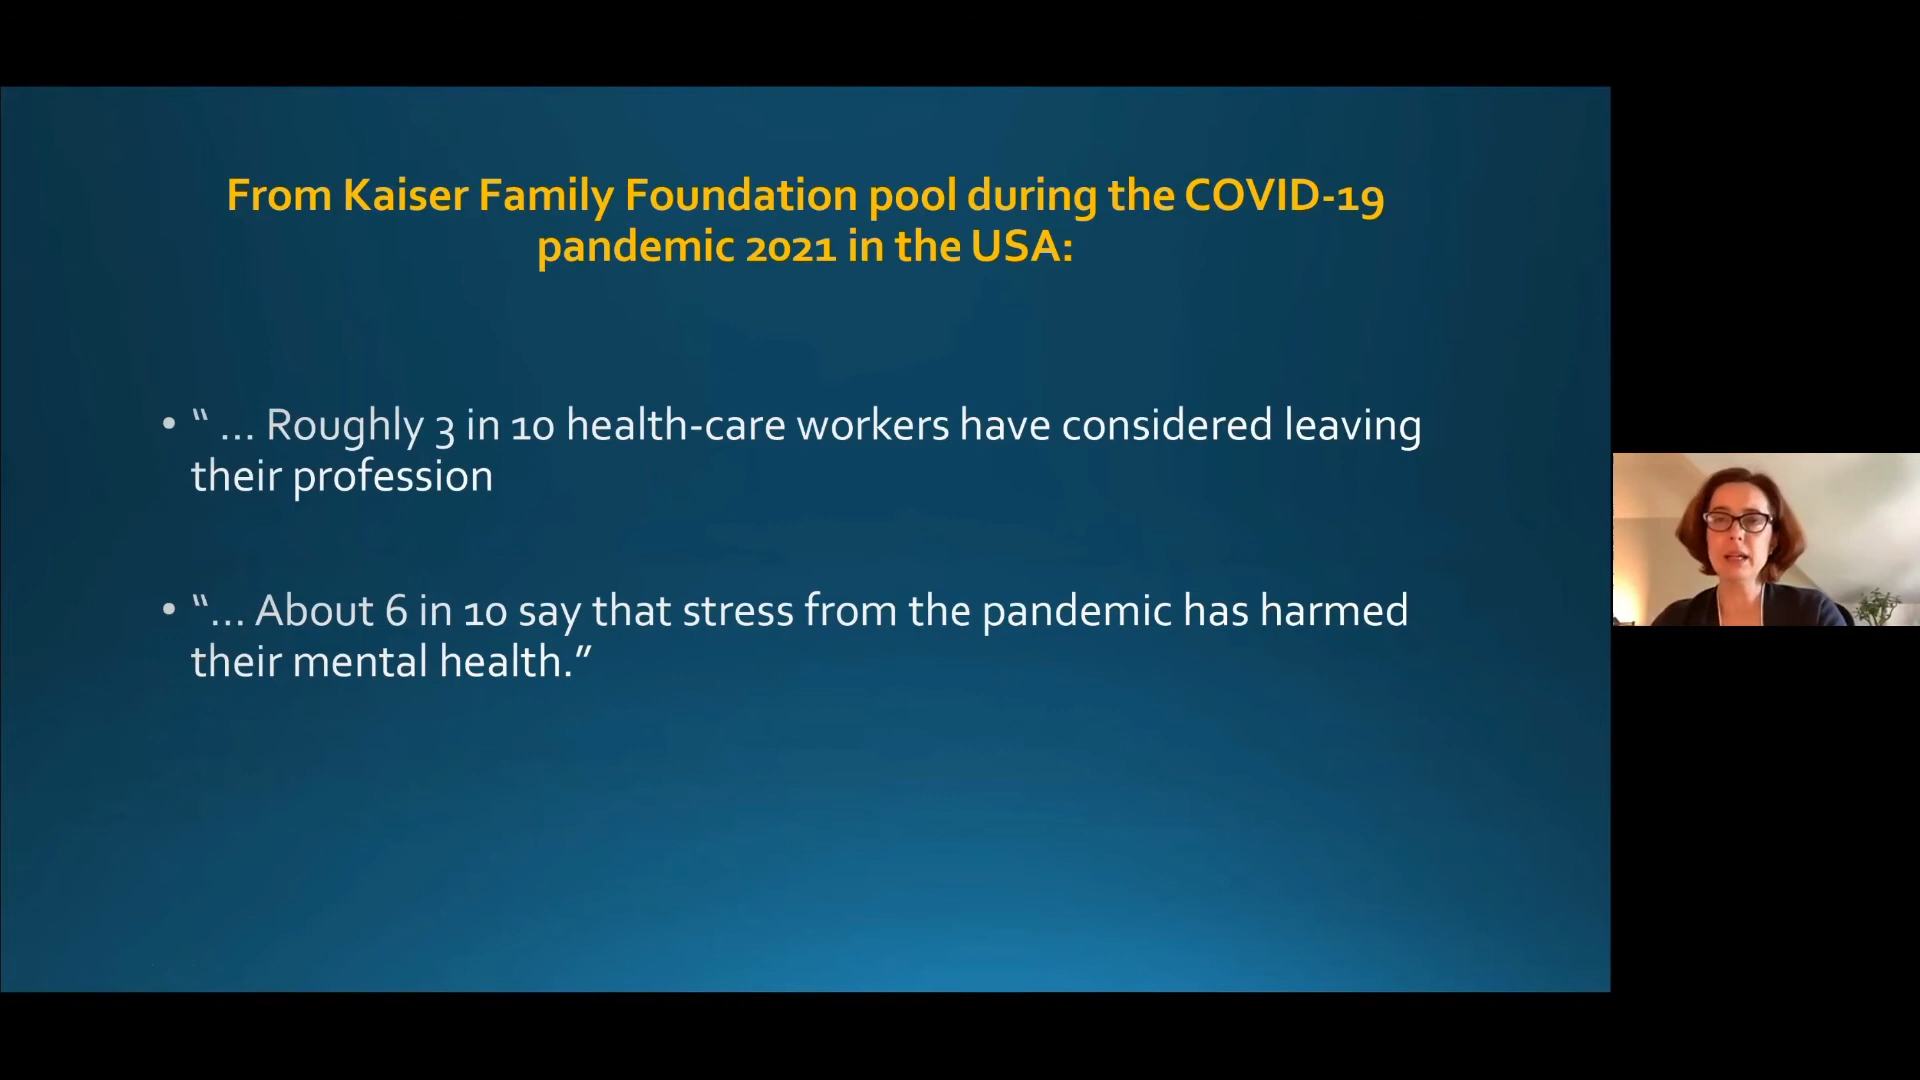 From Kaiser Family Foundation pool during the COVID-19
pandemic 2021 in the USA:
• “ ... Roughly 3 in 10 health-care workers have considered leaving
their profession
• “... About 6 in 10 say that stress from the pandemic has harmed
their mental health.”